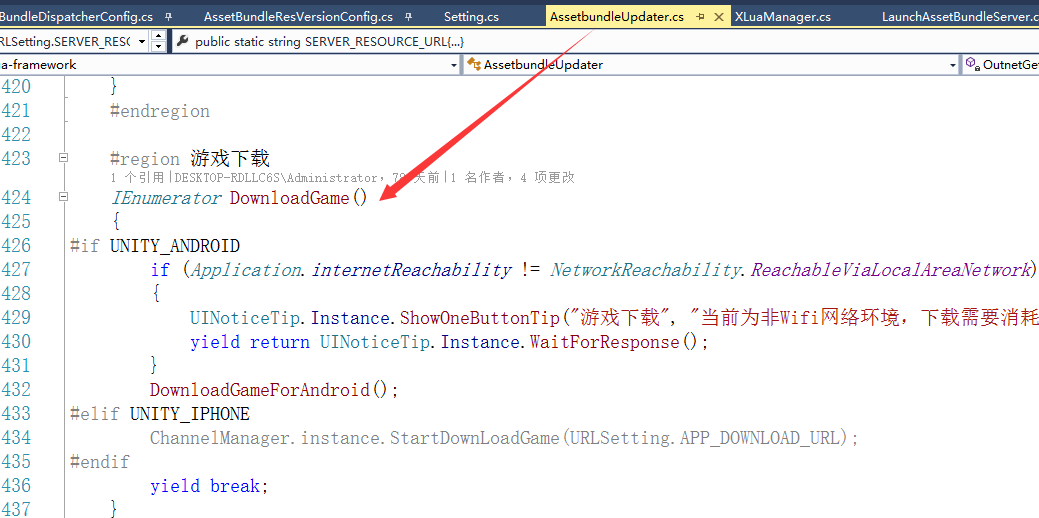 BundleDispatcherConfig.cs AssetBundleResVersionConfig.cs Setting.cs AssetbundleUpdater.cs XLuaManager.cs LaunchAssetBundleServer.c
RLSetting.SERVER_RESC public static string SERVER_RESOURCE_URL{...}
a-framework AssetbundleUpdater OutnetGe
420 }
421 #endregion
422
423 #region 游戏下载
1 个引用|DESKTOP-RDLLC6S\Administrator，天前|1 名作者，4 项更改
424 IEnumerator DownloadGame()
425 {
426 #if UNITY_ANDROID
427 if (Application.internetReachability != NetworkReachability.ReachableViaLocalAreaNetwork)
428 {
429 UINoticeTip.Instance.ShowOneButtonTip("游戏下载", "当前为非Wifi网络环境，下载需要消耗
430 yield return UINoticeTip.Instance.WaitForResponse();
431 }
432 DownloadGameForAndroid();
433 #elif UNITY_IPHONE
434 ChannelManager.instance.StartDownLoadGame(URLSetting.APP_DOWNLOAD_URL);
435 #endif
436 yield break;
437 }